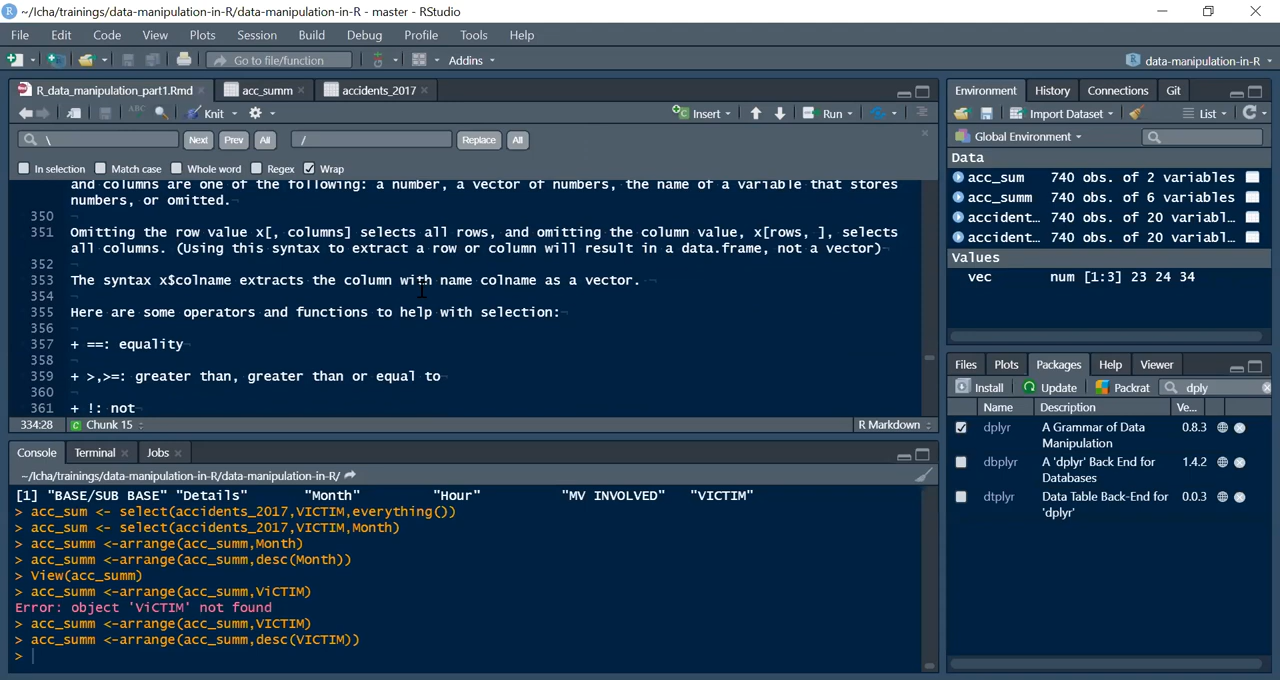 ~/Icha/trainings/data-manipulation-in-R/data-manipulation-in-R - master - RStudio
File Edit Code View Plots Session Build Debug Profile Tools Help
Go to file/function Addins data-manipulation-in-R
R_data_manipulation_part1.Rmd acc_summ accidents_2017
ABC Knit Insert Run
\ Next Prev All / Replace All
In selection Match case Whole word Regex Wrap
and columns are one of the following: a number, a vector of numbers, the name of a variable that stores
numbers, or omitted.
350
351 Omitting the row value x[, columns] selects all rows, and omitting the column value, x[rows, ], selects
all columns. (Using this syntax to extract a row or column will result in a data.frame, not a vector)
352
353 The syntax x$colname extracts the column with name colname as a vector.
354
355 Here are some operators and functions to help with selection:
356
357 + ==: equality
358
359 + >,>=: greater than, greater than or equal to
360
361 + !: not
334:28 Chunk 15 R Markdown
Console Terminal Jobs
~/Icha/trainings/data-manipulation-in-R/data-manipulation-in-R/
[1] "BASE/SUB BASE" "Details" "Month" "Hour" "MV INVOLVED" "VICTIM"
> acc_sum <- select(accidents_2017,VICTIM,everything())
> acc_sum <- select(accidents_2017,VICTIM,Month)
> acc_summ <-arrange(acc_summ,Month)
> acc_summ <-arrange(acc_summ,desc(Month))
> View(acc_summ)
> acc_summ <-arrange(acc_summ,ViCTIM)
Error: object 'ViCTIM' not found
> acc_summ <-arrange(acc_summ,VICTIM)
> acc_summ <-arrange(acc_summ,desc(VICTIM))
>
Environment History Connections Git
Import Dataset List
Global Environment
Data
acc_sum 740 obs. of 2 variables
acc_summ 740 obs. of 6 variables
accident… 740 obs. of 20 variabl…
accident… 740 obs. of 20 variabl…
Values
vec num [1:3] 23 24 34
Files Plots Packages Help Viewer
Install Update Packrat dply
Name Description Ve…
dplyr A Grammar of Data Manipulation 0.8.3
dbplyr A 'dplyr' Back End for Databases 1.4.2
dtplyr Data Table Back-End for 'dplyr' 0.0.3